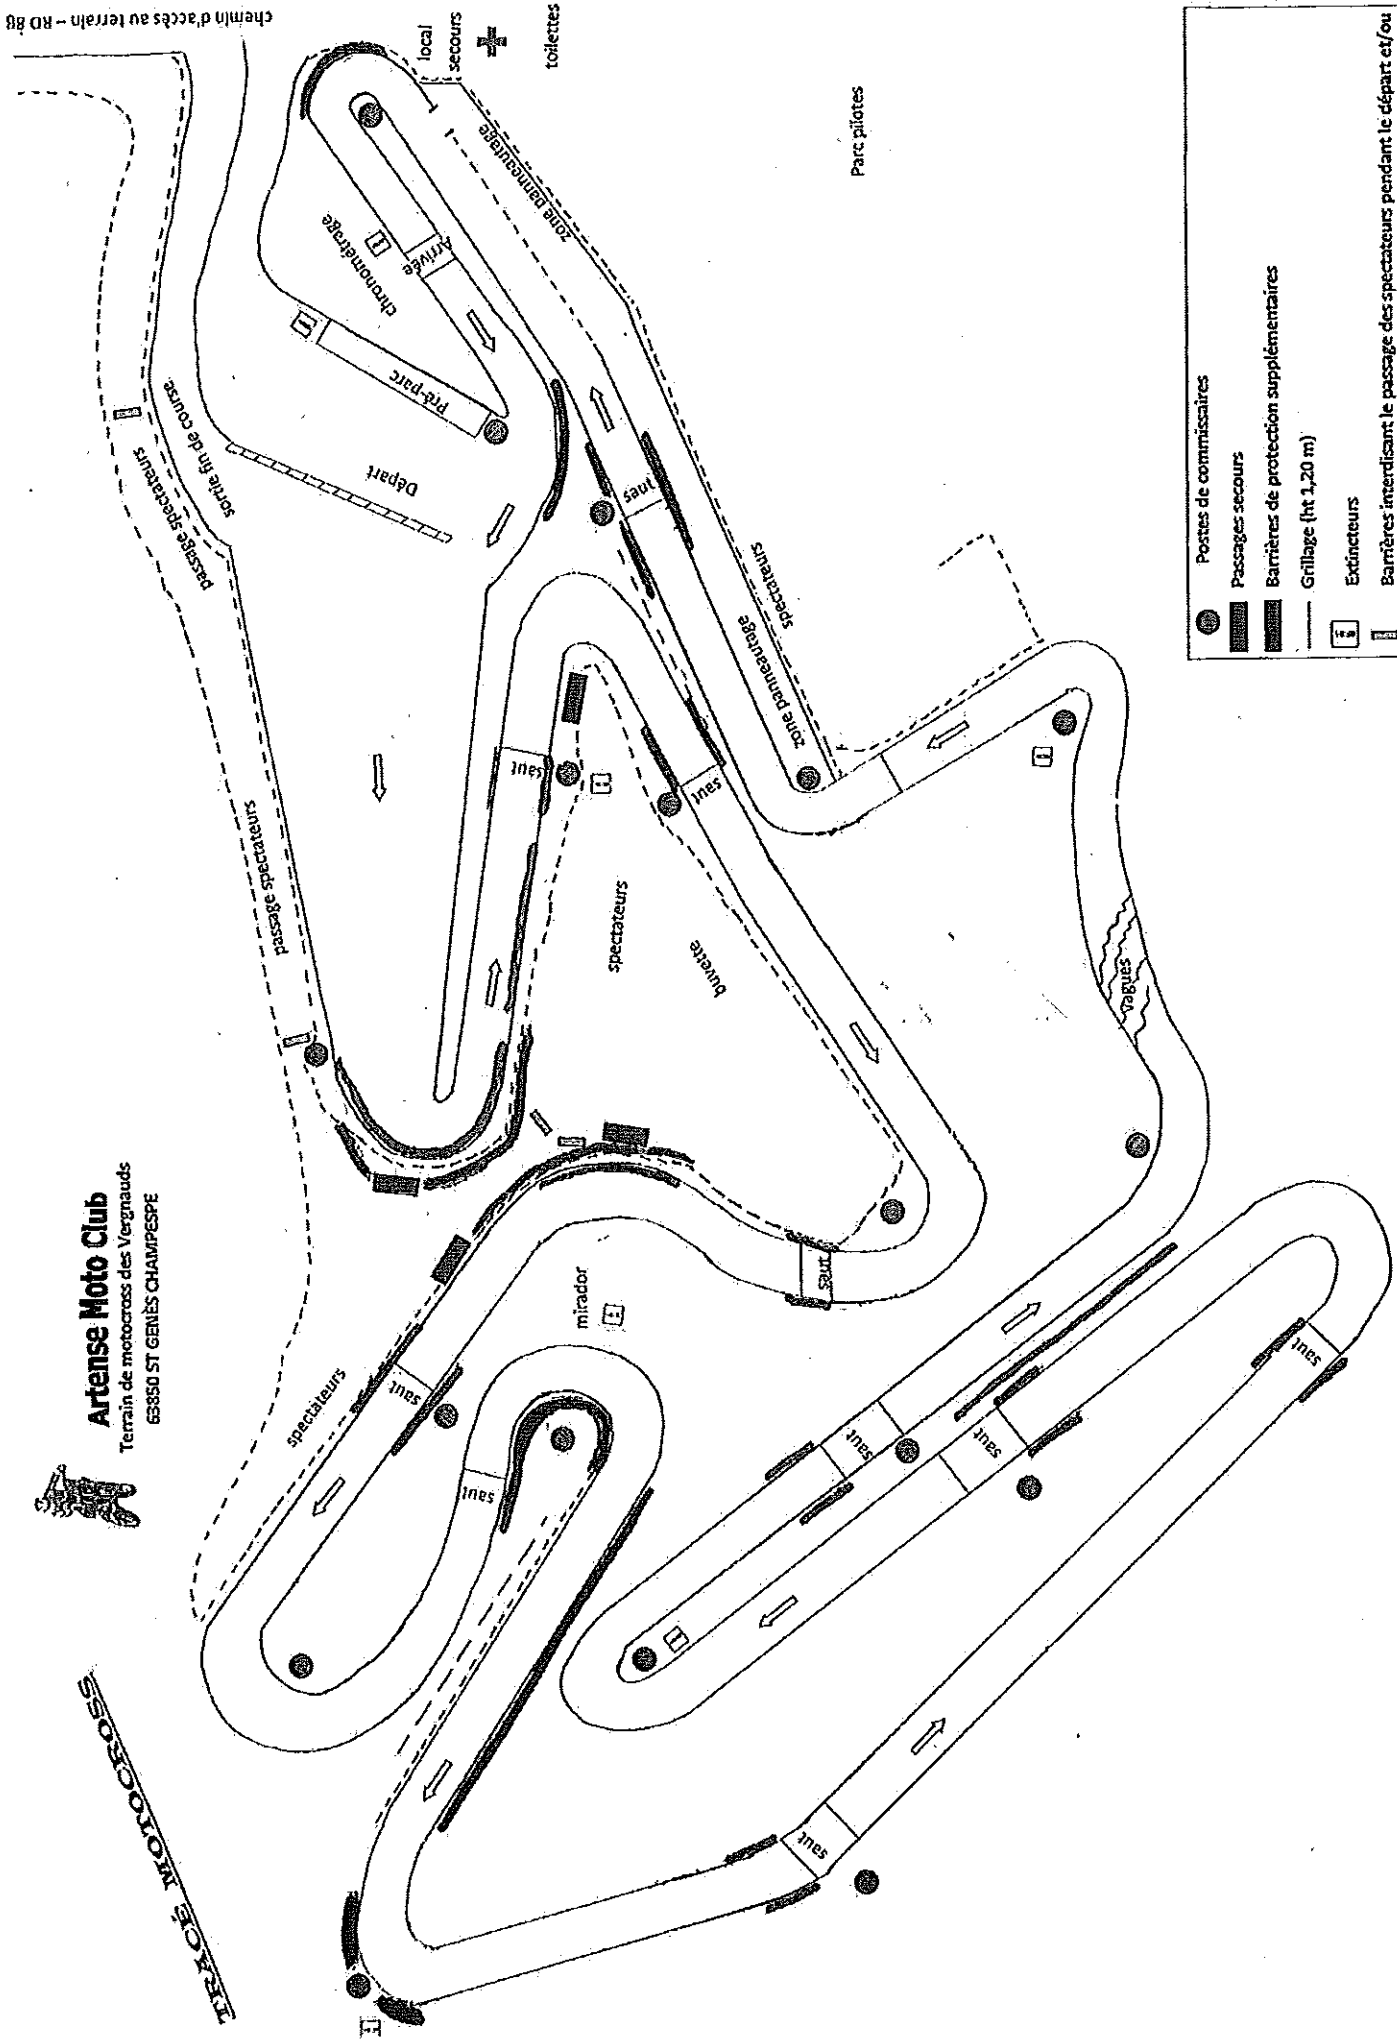 TRACÉ MOTOCROSS
Artense Moto Club
Terrain de motocross des Vergnauds
63850 ST GENÈS CHAMPESPE
chemin d'accès au terrain - RD 88
local
secours
toilettes
Parc pilotes
zone panneautage
chrohométrage
Arrivée
Pré-parc
Départ
sortie fin de course
passage spectateurs
passage spectateurs
saut
spectateurs
zone panneautage
saut
saut
spectateurs
buvette
Vagues
saut
mirador
spectateurs
saut
saut
saut
saut
saut
saut
Postes de commissaires
Passages secours
Barrières de protection supplémentaires
Grillage (ht 1,20 m)
Extincteurs
Barrières interdisant le passage des spectateurs pendant le départ et/ou